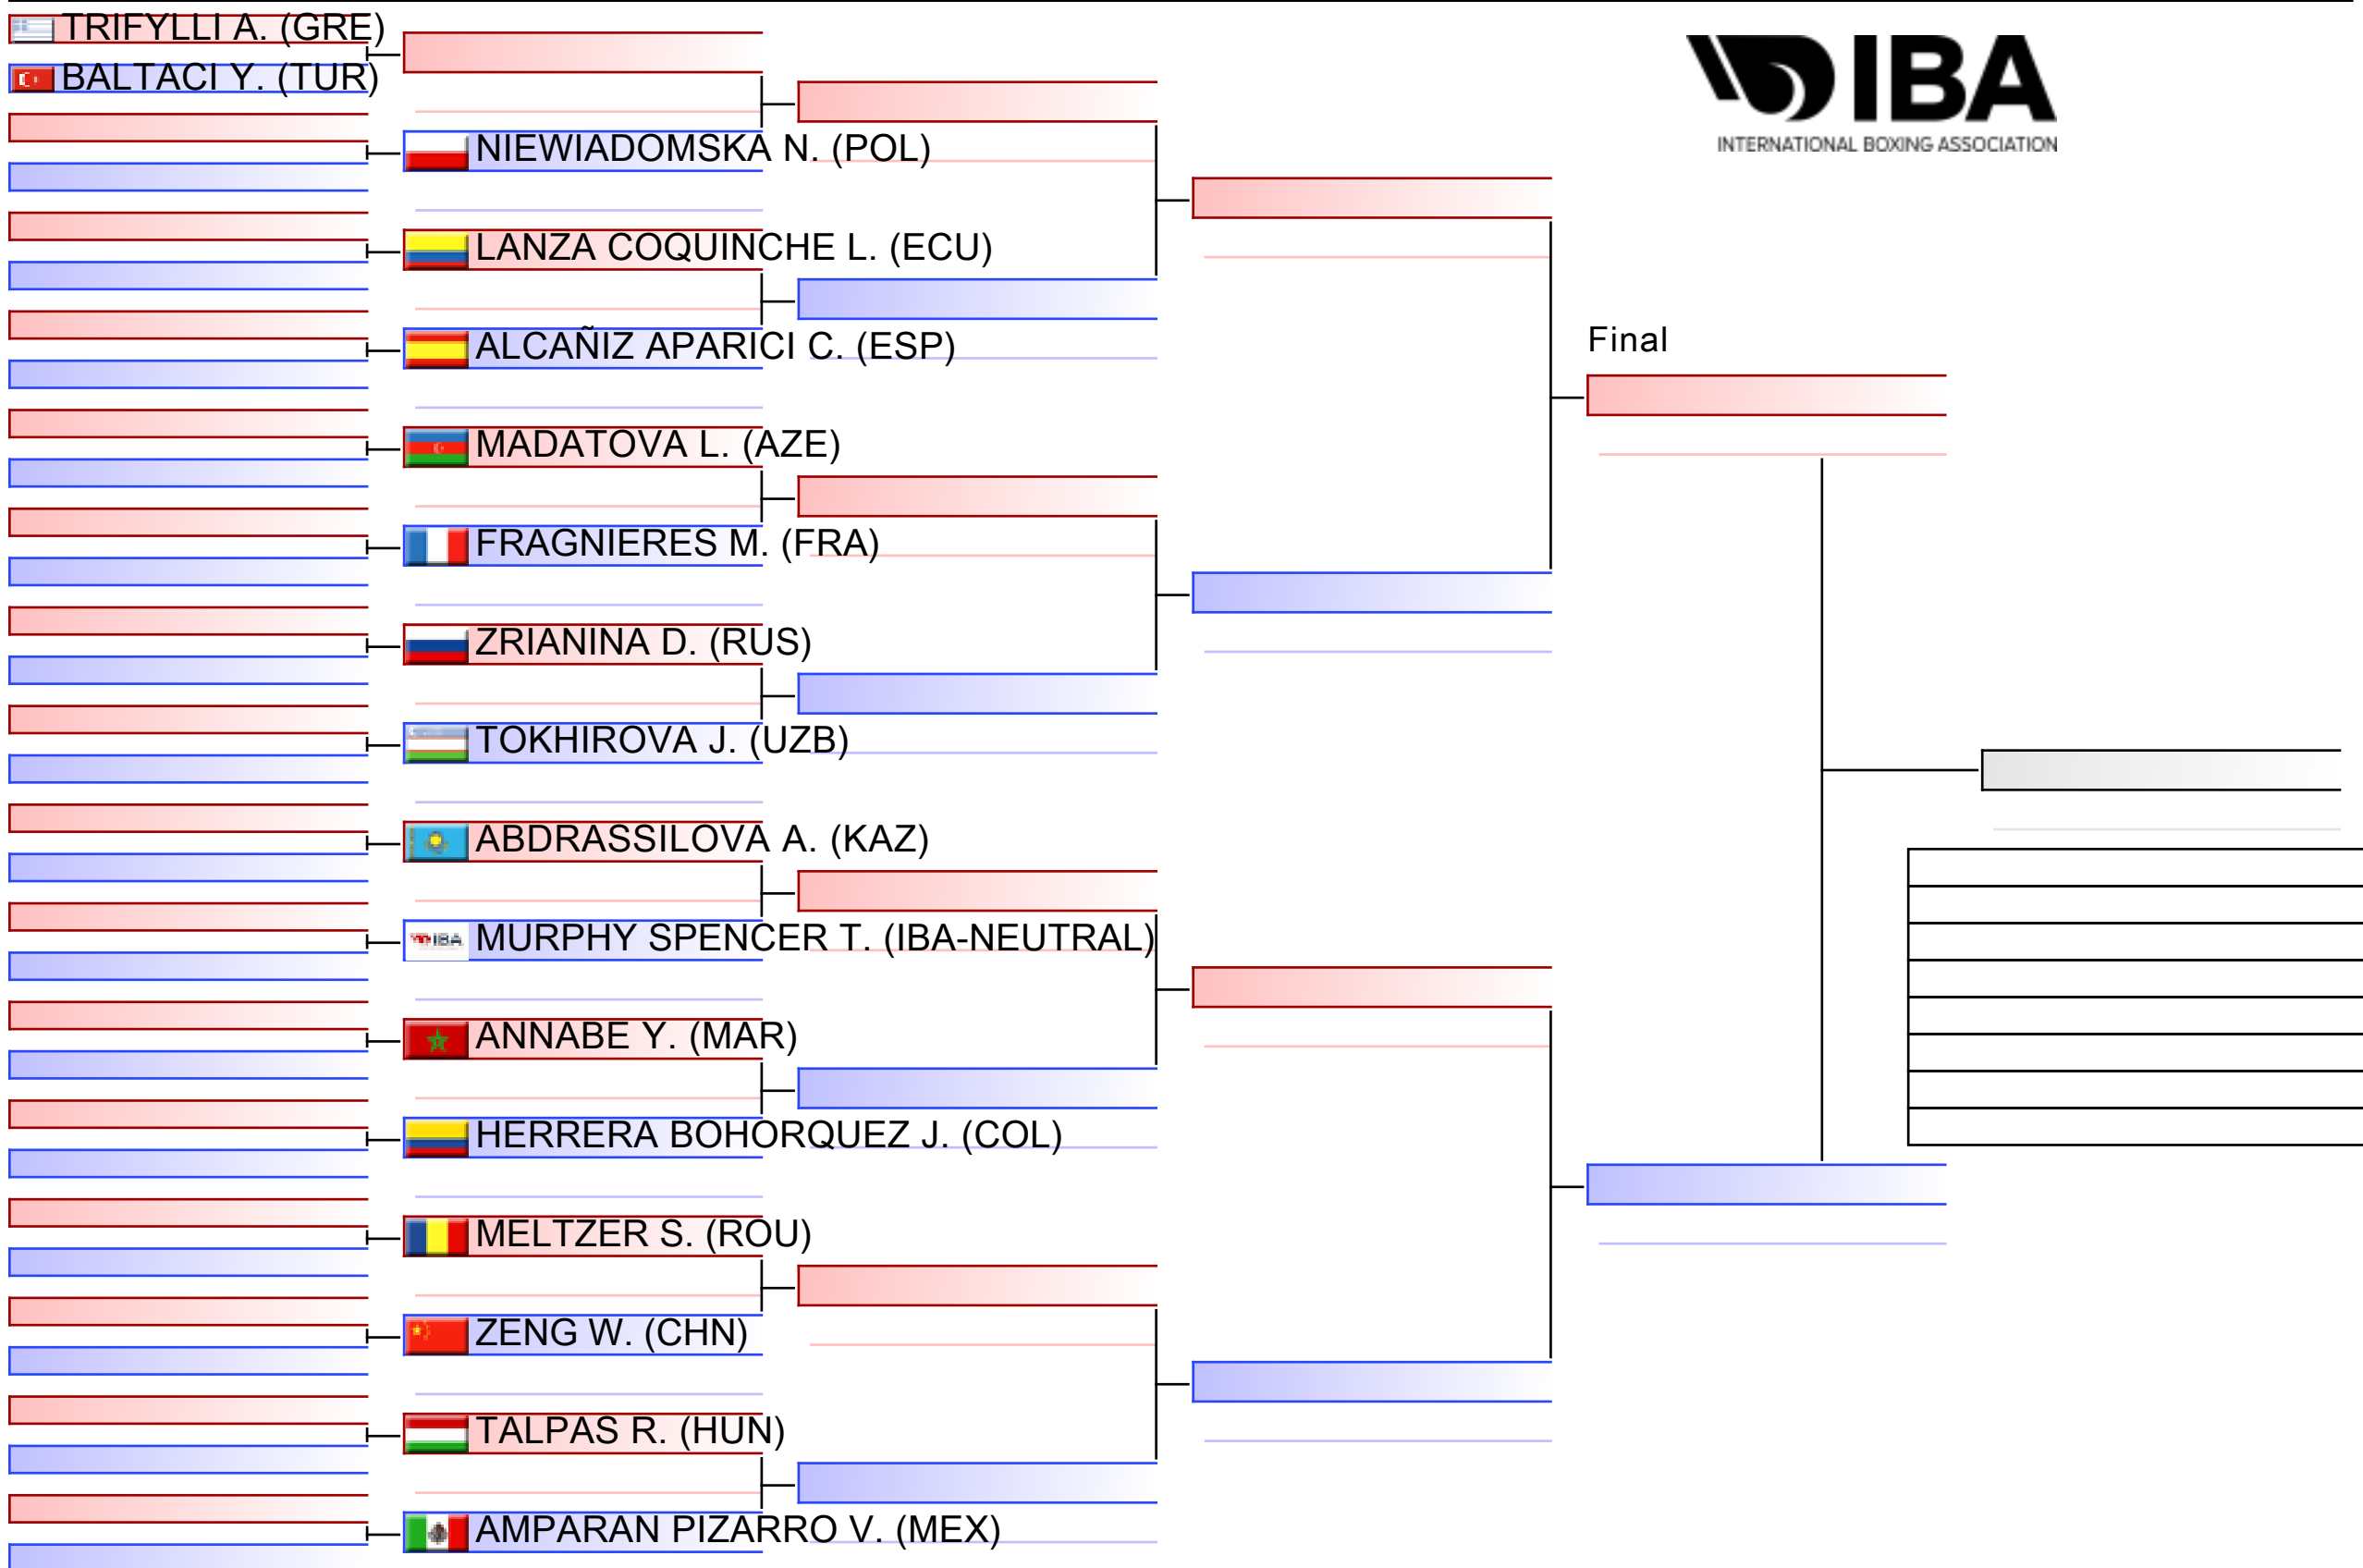 TRIFYLLI A. (GRE)
BALTACI Y. (TUR)
IBA
INTERNATIONAL BOXING ASSOCIATION
NIEWIADOMSKA N. (POL)
LANZA COQUINCHE L. (ECU)
ALCAÑIZ APARICI C. (ESP)
Final
MADATOVA L. (AZE)
FRAGNIERES M. (FRA)
ZRIANINA D. (RUS)
TOKHIROVA J. (UZB)
ABDRASSILOVA A. (KAZ)
IBA
MURPHY SPENCER T. (IBA-NEUTRAL)
ANNABE Y. (MAR)
HERRERA BOHORQUEZ J. (COL)
MELTZER S. (ROU)
ZENG W. (CHN)
TALPAS R. (HUN)
AMPARAN PIZARRO V. (MEX)